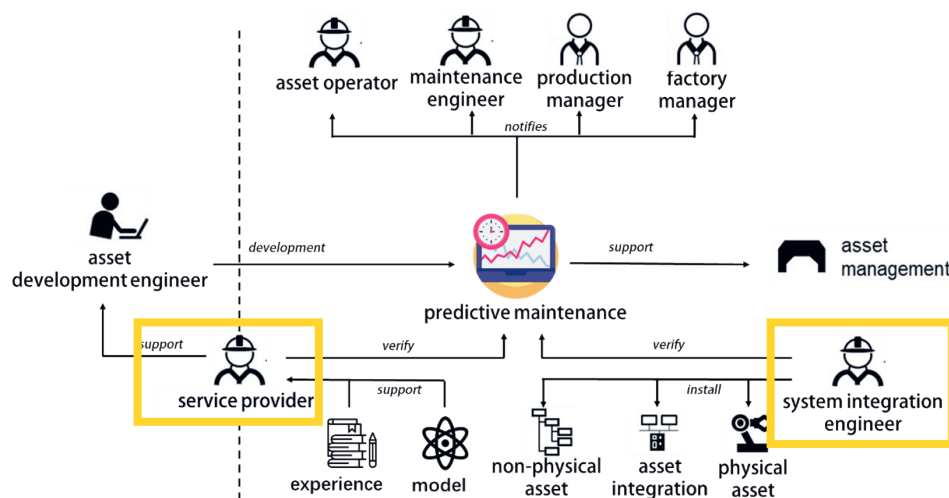 asset operator
maintenance
engineer
production
manager
factory
manager
notifies
asset
development engineer
development
support
asset
management
predictive maintenance
support
verify
verify
service provider
support
install
system integration
engineer
experience
model
non-physical
asset
asset
integration
physical
asset